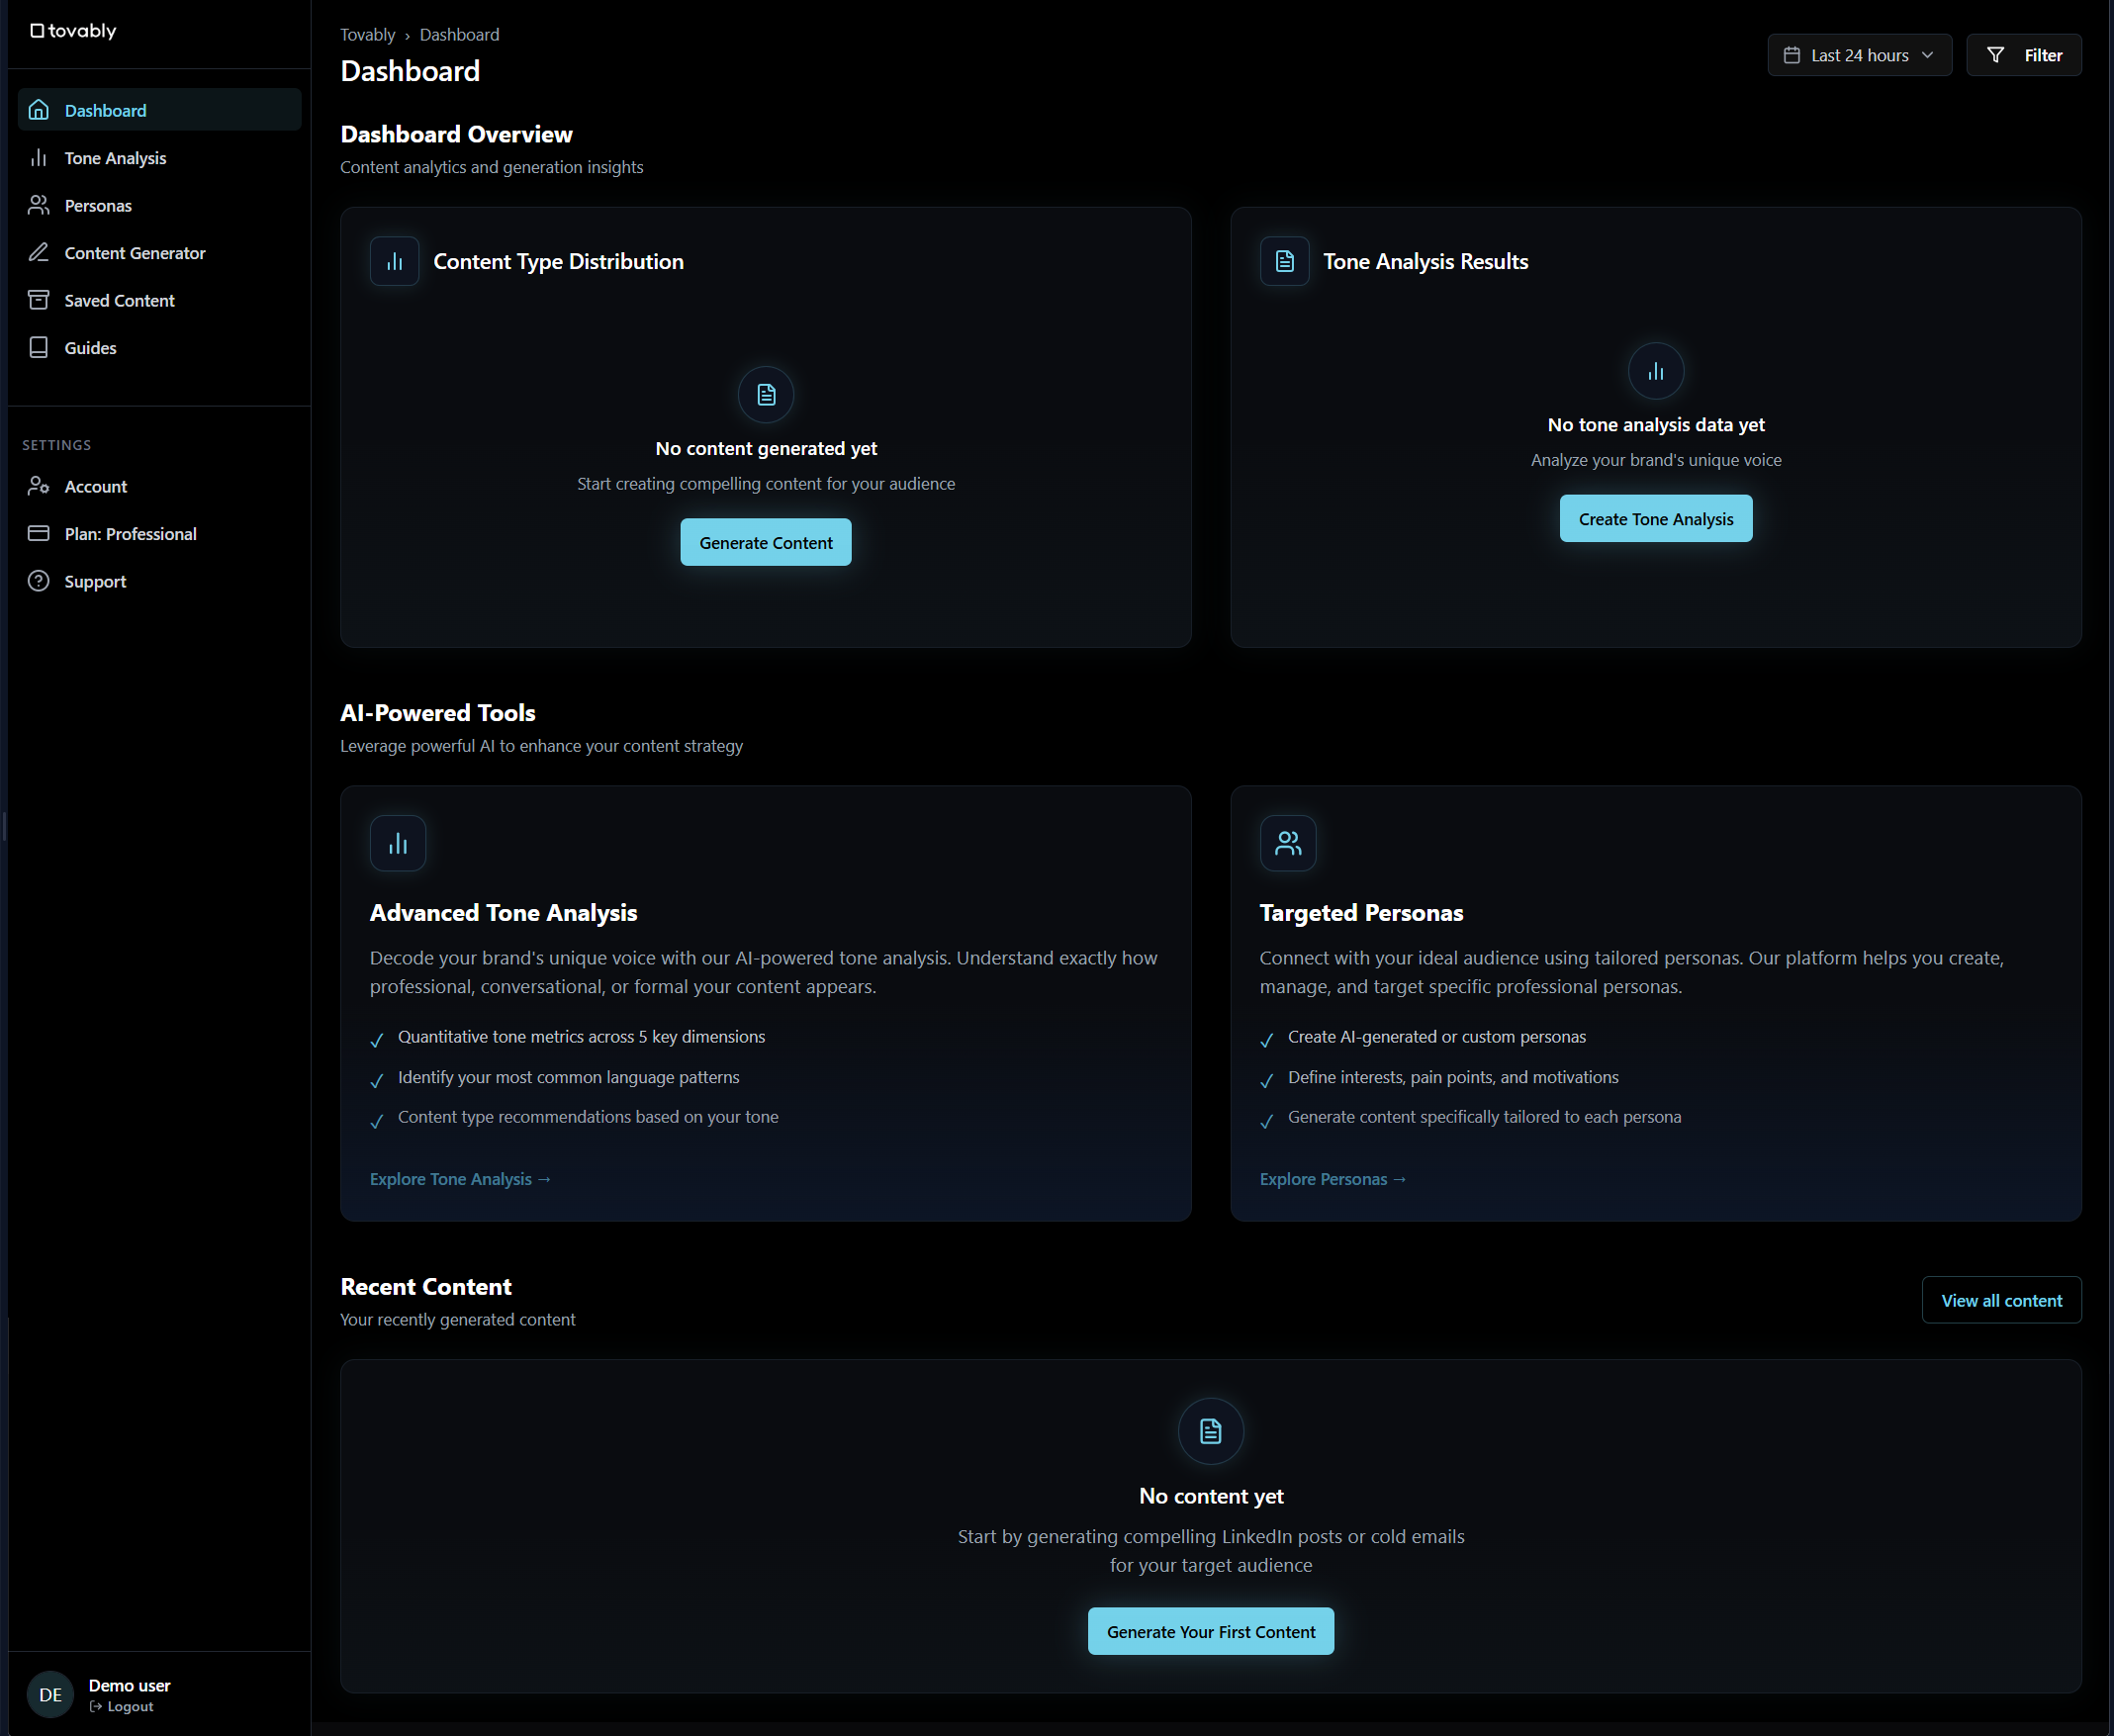 tovably
Dashboard
Tone Analysis
Personas
Content Generator
Saved Content
Guides
SETTINGS
Account
Plan: Professional
Support
DE
Demo user
Logout
Tovably › Dashboard
Dashboard
Last 24 hours
Filter
Dashboard Overview
Content analytics and generation insights
Content Type Distribution
No content generated yet
Start creating compelling content for your audience
Generate Content
Tone Analysis Results
No tone analysis data yet
Analyze your brand's unique voice
Create Tone Analysis
AI-Powered Tools
Leverage powerful AI to enhance your content strategy
Advanced Tone Analysis
Decode your brand's unique voice with our AI-powered tone analysis. Understand exactly how
professional, conversational, or formal your content appears.
✓ Quantitative tone metrics across 5 key dimensions
✓ Identify your most common language patterns
✓ Content type recommendations based on your tone
Explore Tone Analysis →
Targeted Personas
Connect with your ideal audience using tailored personas. Our platform helps you create,
manage, and target specific professional personas.
✓ Create AI-generated or custom personas
✓ Define interests, pain points, and motivations
✓ Generate content specifically tailored to each persona
Explore Personas →
Recent Content
Your recently generated content
View all content
No content yet
Start by generating compelling LinkedIn posts or cold emails
for your target audience
Generate Your First Content